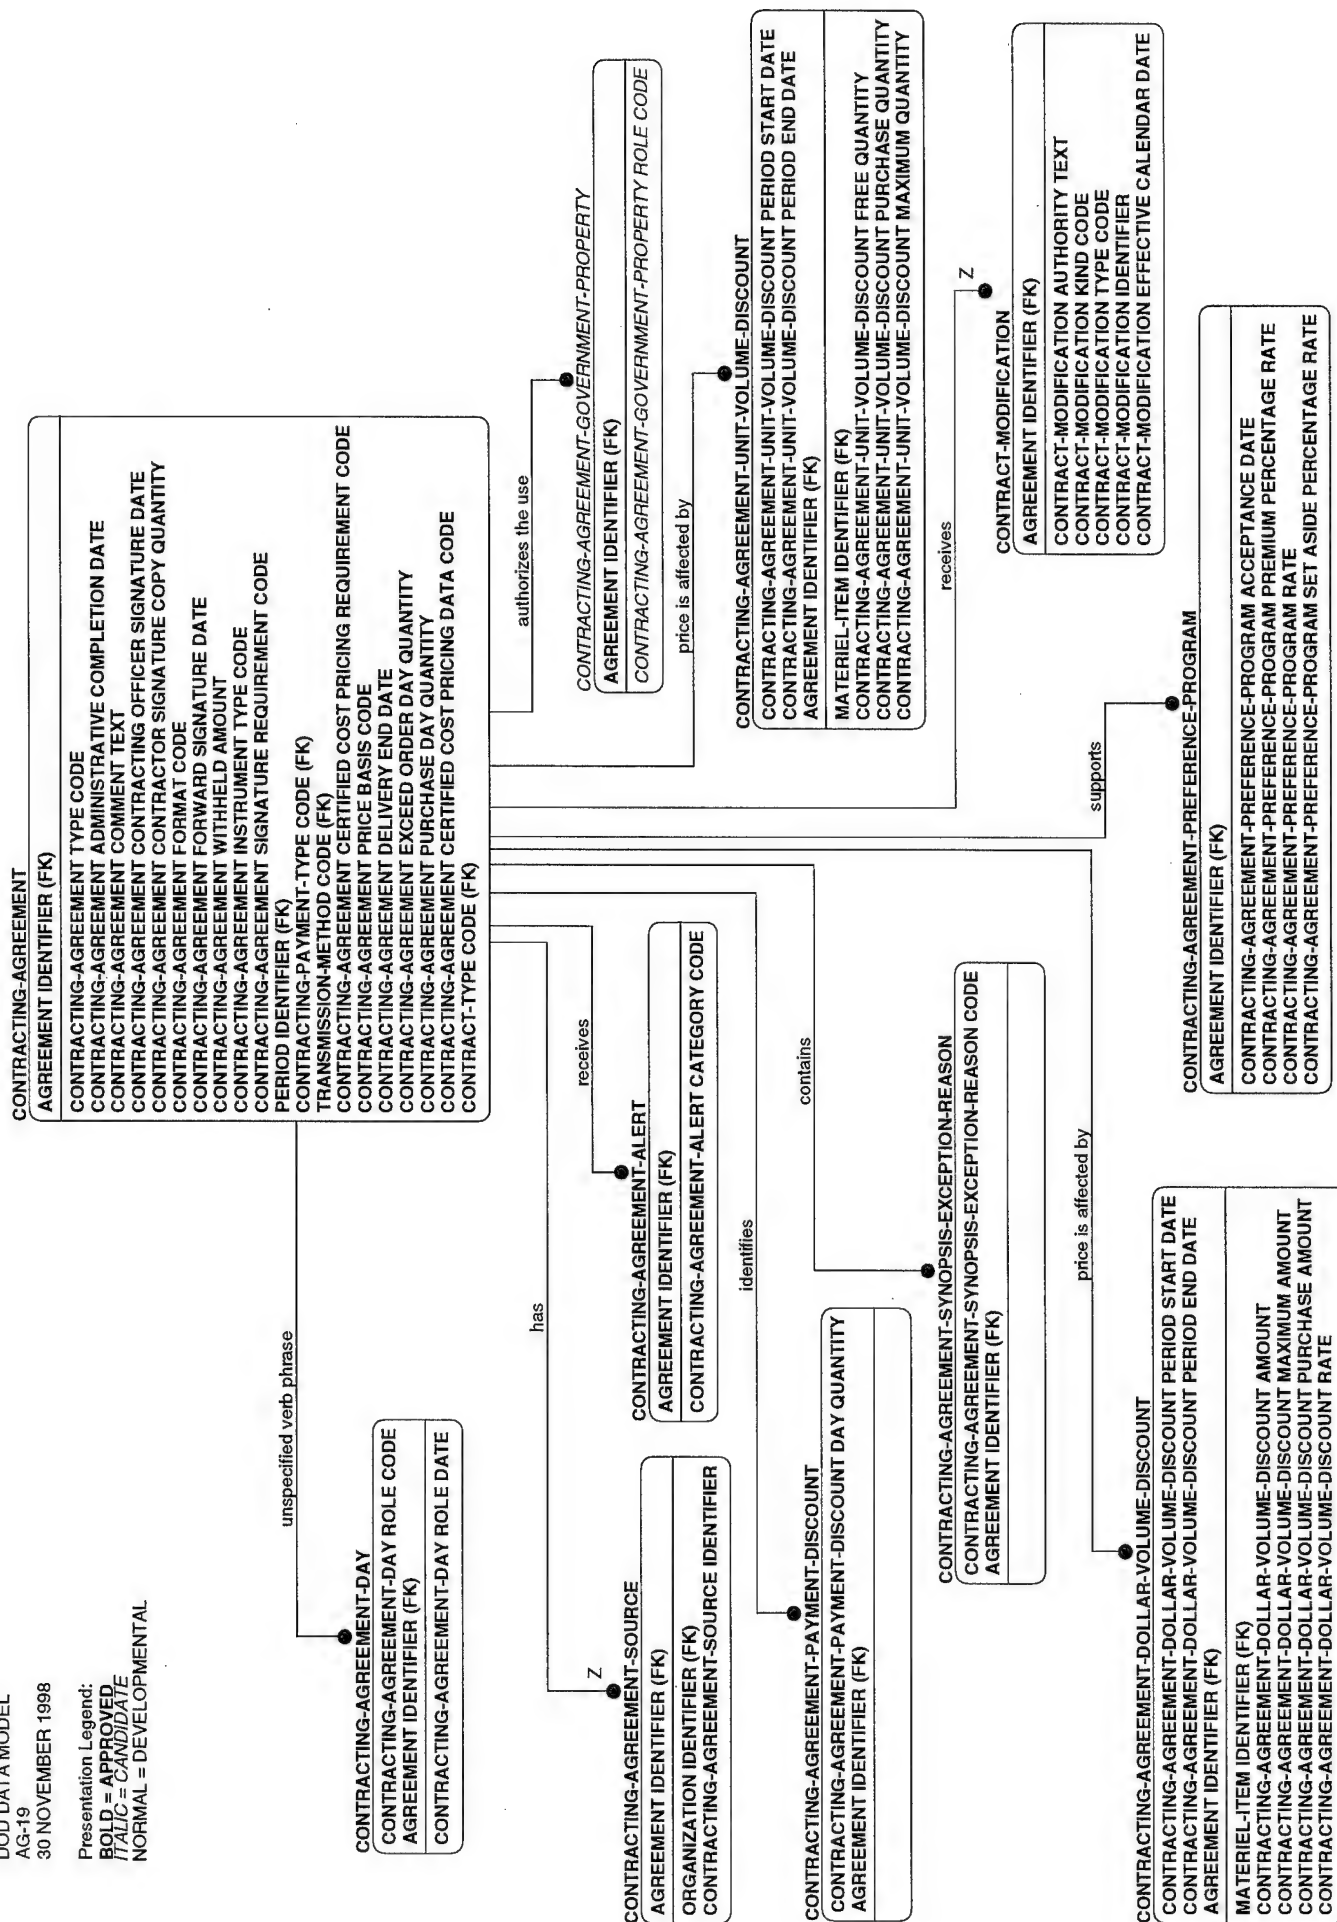 DOD DATA MODEL
AG-19
30 NOVEMBER 1998
Presentation Legend:
BOLD = APPROVED
ITALIC = CANDIDATE
NORMAL = DEVELOPMENTAL
CONTRACTING-AGREEMENT
AGREEMENT IDENTIFIER (FK)
CONTRACTING-AGREEMENT TYPE CODE
CONTRACTING-AGREEMENT ADMINISTRATIVE COMPLETION DATE
CONTRACTING-AGREEMENT COMMENT TEXT
CONTRACTING-AGREEMENT CONTRACTING OFFICER SIGNATURE DATE
CONTRACTING-AGREEMENT CONTRACTOR SIGNATURE COPY QUANTITY
CONTRACTING-AGREEMENT FORMAT CODE
CONTRACTING-AGREEMENT FORWARD SIGNATURE DATE
CONTRACTING-AGREEMENT WITHHELD AMOUNT
CONTRACTING-AGREEMENT INSTRUMENT TYPE CODE
CONTRACTING-AGREEMENT SIGNATURE REQUIREMENT CODE
PERIOD IDENTIFIER (FK)
CONTRACTING-PAYMENT-TYPE CODE (FK)
TRANSMISSION-METHOD CODE (FK)
CONTRACTING-AGREEMENT CERTIFIED COST PRICING REQUIREMENT CODE
CONTRACTING-AGREEMENT PRICE BASIS CODE
CONTRACTING-AGREEMENT DELIVERY END DATE
CONTRACTING-AGREEMENT EXCEED ORDER DAY QUANTITY
CONTRACTING-AGREEMENT PURCHASE DAY QUANTITY
CONTRACTING-AGREEMENT CERTIFIED COST PRICING DATA CODE
CONTRACT-TYPE CODE (FK)
unspecified verb phrase
CONTRACTING-AGREEMENT-DAY
CONTRACTING-AGREEMENT-DAY ROLE CODE
AGREEMENT IDENTIFIER (FK)
CONTRACTING-AGREEMENT-DAY ROLE DATE
has
Z
CONTRACTING-AGREEMENT-SOURCE
AGREEMENT IDENTIFIER (FK)
ORGANIZATION IDENTIFIER (FK)
CONTRACTING-AGREEMENT-SOURCE IDENTIFIER
receives
CONTRACTING-AGREEMENT-ALERT
AGREEMENT IDENTIFIER (FK)
CONTRACTING-AGREEMENT-ALERT CATEGORY CODE
authorizes the use
CONTRACTING-AGREEMENT-GOVERNMENT-PROPERTY
AGREEMENT IDENTIFIER (FK)
CONTRACTING-AGREEMENT-GOVERNMENT-PROPERTY ROLE CODE
identifies
CONTRACTING-AGREEMENT-PAYMENT-DISCOUNT
CONTRACTING-AGREEMENT-PAYMENT-DISCOUNT DAY QUANTITY
AGREEMENT IDENTIFIER (FK)
price is affected by
CONTRACTING-AGREEMENT-UNIT-VOLUME-DISCOUNT
CONTRACTING-AGREEMENT-UNIT-VOLUME-DISCOUNT PERIOD START DATE
CONTRACTING-AGREEMENT-UNIT-VOLUME-DISCOUNT PERIOD END DATE
AGREEMENT IDENTIFIER (FK)
MATERIEL-ITEM IDENTIFIER (FK)
CONTRACTING-AGREEMENT-UNIT-VOLUME-DISCOUNT FREE QUANTITY
CONTRACTING-AGREEMENT-UNIT-VOLUME-DISCOUNT PURCHASE QUANTITY
CONTRACTING-AGREEMENT-UNIT-VOLUME-DISCOUNT MAXIMUM QUANTITY
contains
CONTRACTING-AGREEMENT-SYNOPSIS-EXCEPTION-REASON
CONTRACTING-AGREEMENT-SYNOPSIS-EXCEPTION-REASON CODE
AGREEMENT IDENTIFIER (FK)
receives
Z
CONTRACT-MODIFICATION
AGREEMENT IDENTIFIER (FK)
CONTRACT-MODIFICATION AUTHORITY TEXT
CONTRACT-MODIFICATION KIND CODE
CONTRACT-MODIFICATION TYPE CODE
CONTRACT-MODIFICATION IDENTIFIER
CONTRACT-MODIFICATION EFFECTIVE CALENDAR DATE
price is affected by
CONTRACTING-AGREEMENT-DOLLAR-VOLUME-DISCOUNT
CONTRACTING-AGREEMENT-DOLLAR-VOLUME-DISCOUNT PERIOD START DATE
CONTRACTING-AGREEMENT-DOLLAR-VOLUME-DISCOUNT PERIOD END DATE
AGREEMENT IDENTIFIER (FK)
MATERIEL-ITEM IDENTIFIER (FK)
CONTRACTING-AGREEMENT-DOLLAR-VOLUME-DISCOUNT AMOUNT
CONTRACTING-AGREEMENT-DOLLAR-VOLUME-DISCOUNT MAXIMUM AMOUNT
CONTRACTING-AGREEMENT-DOLLAR-VOLUME-DISCOUNT PURCHASE AMOUNT
CONTRACTING-AGREEMENT-DOLLAR-VOLUME-DISCOUNT RATE
supports
CONTRACTING-AGREEMENT-PREFERENCE-PROGRAM
AGREEMENT IDENTIFIER (FK)
CONTRACTING-AGREEMENT-PREFERENCE-PROGRAM ACCEPTANCE DATE
CONTRACTING-AGREEMENT-PREFERENCE-PROGRAM PREMIUM PERCENTAGE RATE
CONTRACTING-AGREEMENT-PREFERENCE-PROGRAM RATE
CONTRACTING-AGREEMENT-PREFERENCE-PROGRAM SET ASIDE PERCENTAGE RATE